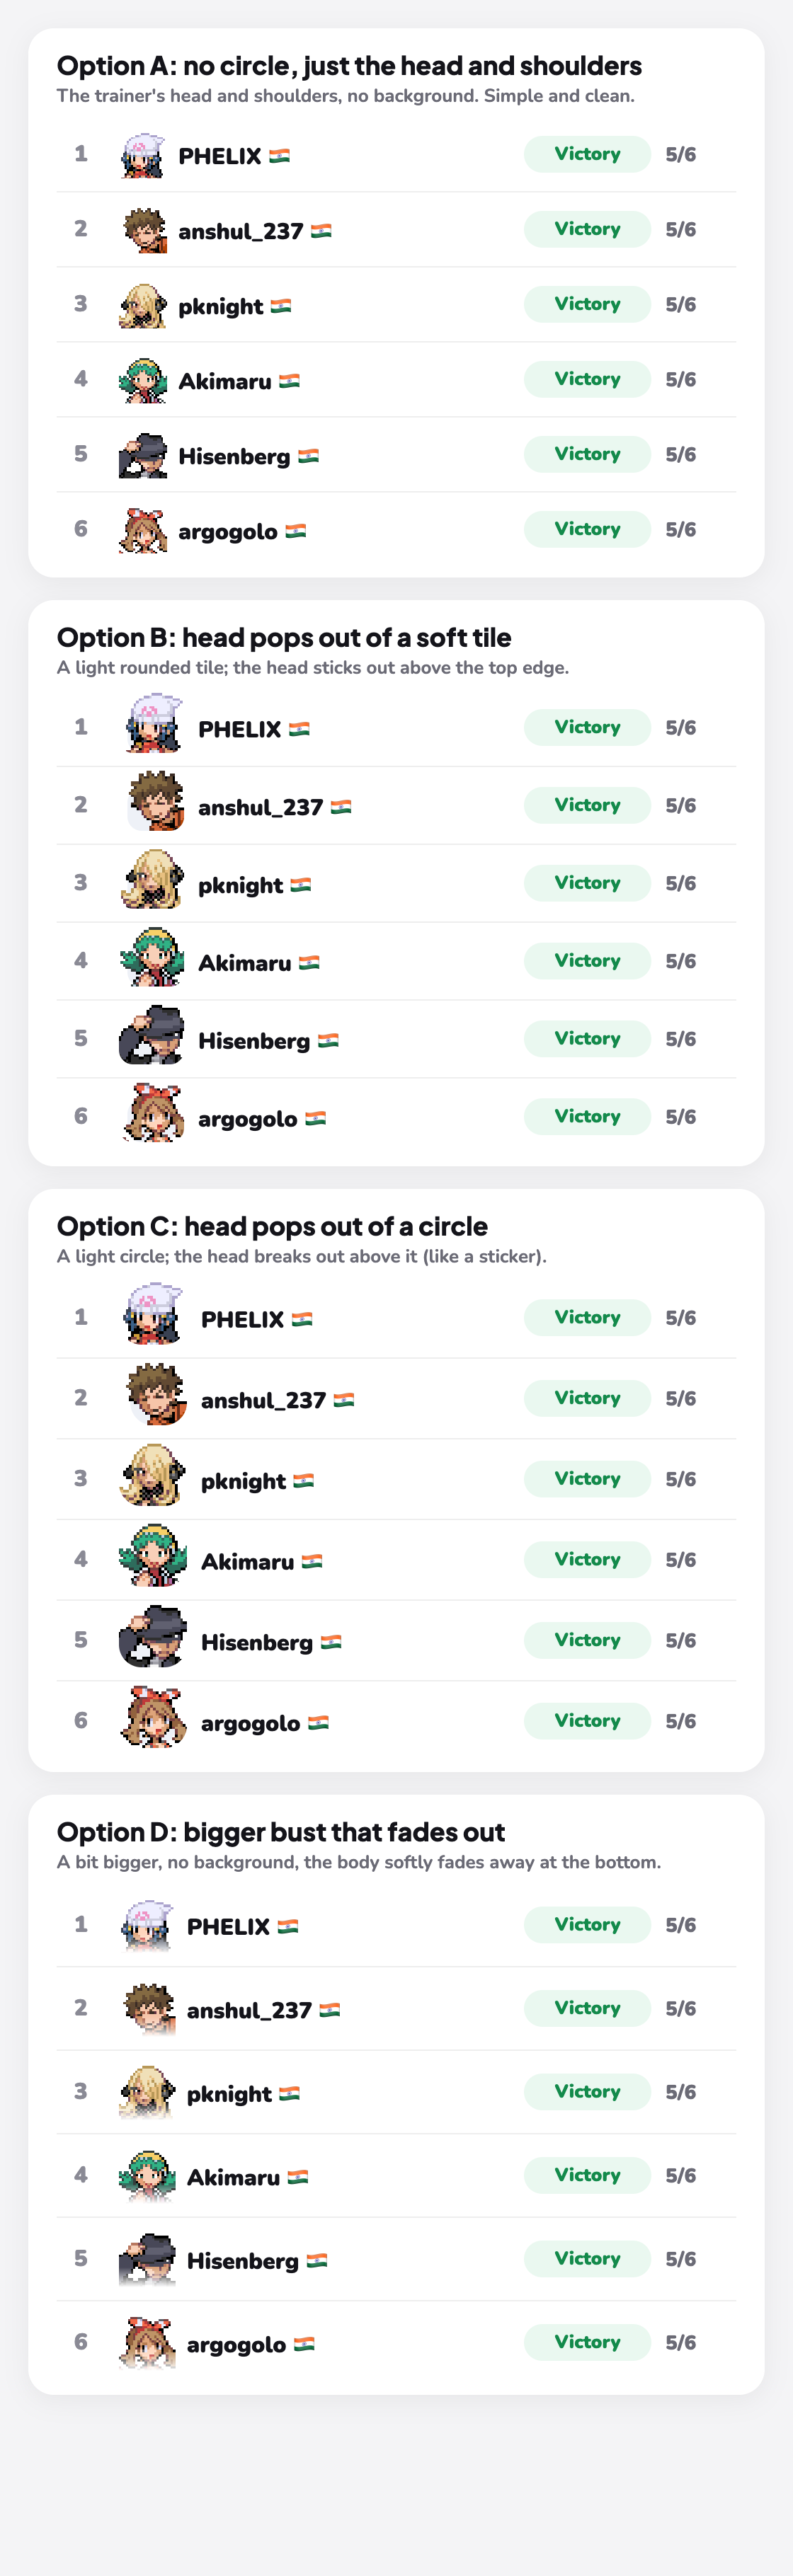 Option A: no circle, just the head and shoulders
The trainer's head and shoulders, no background. Simple and clean.
1 PHELIX 🇮🇳 Victory 5/6
2 anshul_237 🇮🇳 Victory 5/6
3 pknight 🇮🇳 Victory 5/6
4 Akimaru 🇮🇳 Victory 5/6
5 Hisenberg 🇮🇳 Victory 5/6
6 argogolo 🇮🇳 Victory 5/6
Option B: head pops out of a soft tile
A light rounded tile; the head sticks out above the top edge.
1 PHELIX 🇮🇳 Victory 5/6
2 anshul_237 🇮🇳 Victory 5/6
3 pknight 🇮🇳 Victory 5/6
4 Akimaru 🇮🇳 Victory 5/6
5 Hisenberg 🇮🇳 Victory 5/6
6 argogolo 🇮🇳 Victory 5/6
Option C: head pops out of a circle
A light circle; the head breaks out above it (like a sticker).
1 PHELIX 🇮🇳 Victory 5/6
2 anshul_237 🇮🇳 Victory 5/6
3 pknight 🇮🇳 Victory 5/6
4 Akimaru 🇮🇳 Victory 5/6
5 Hisenberg 🇮🇳 Victory 5/6
6 argogolo 🇮🇳 Victory 5/6
Option D: bigger bust that fades out
A bit bigger, no background, the body softly fades away at the bottom.
1 PHELIX 🇮🇳 Victory 5/6
2 anshul_237 🇮🇳 Victory 5/6
3 pknight 🇮🇳 Victory 5/6
4 Akimaru 🇮🇳 Victory 5/6
5 Hisenberg 🇮🇳 Victory 5/6
6 argogolo 🇮🇳 Victory 5/6